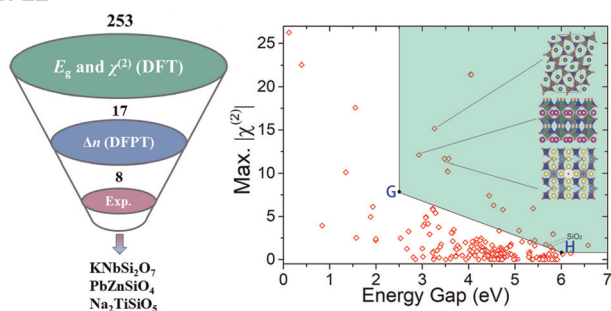 253
E_g and χ^(2) (DFT)
17
Δn (DFPT)
8
Exp.
KNbSi₂O₇
PbZnSiO₄
Na₂TiSiO₅
Max. |χ^(2)|
25
20
15
10
5
0
G
H
SiO₂
0 1 2 3 4 5 6 7
Energy Gap (eV)